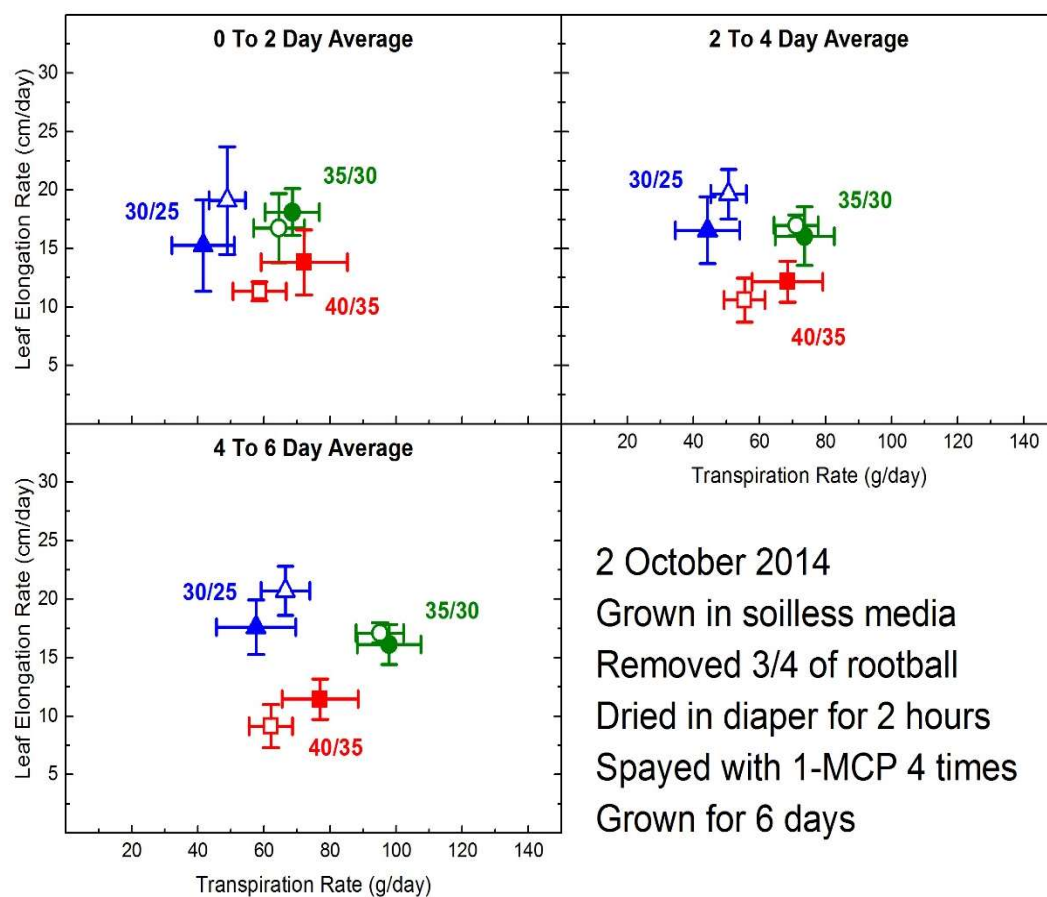 0 To 2 Day Average
2 To 4 Day Average
Leaf Elongation Rate (cm/day)
30
25
20
15
10
5
30/25
35/30
40/35
30/25
35/30
40/35
20 40 60 80 100 120 140
Transpiration Rate (g/day)
4 To 6 Day Average
Leaf Elongation Rate (cm/day)
30
25
20
15
10
5
30/25
35/30
40/35
20 40 60 80 100 120 140
Transpiration Rate (g/day)
2 October 2014
Grown in soilless media
Removed 3/4 of rootball
Dried in diaper for 2 hours
Spayed with 1-MCP 4 times
Grown for 6 days